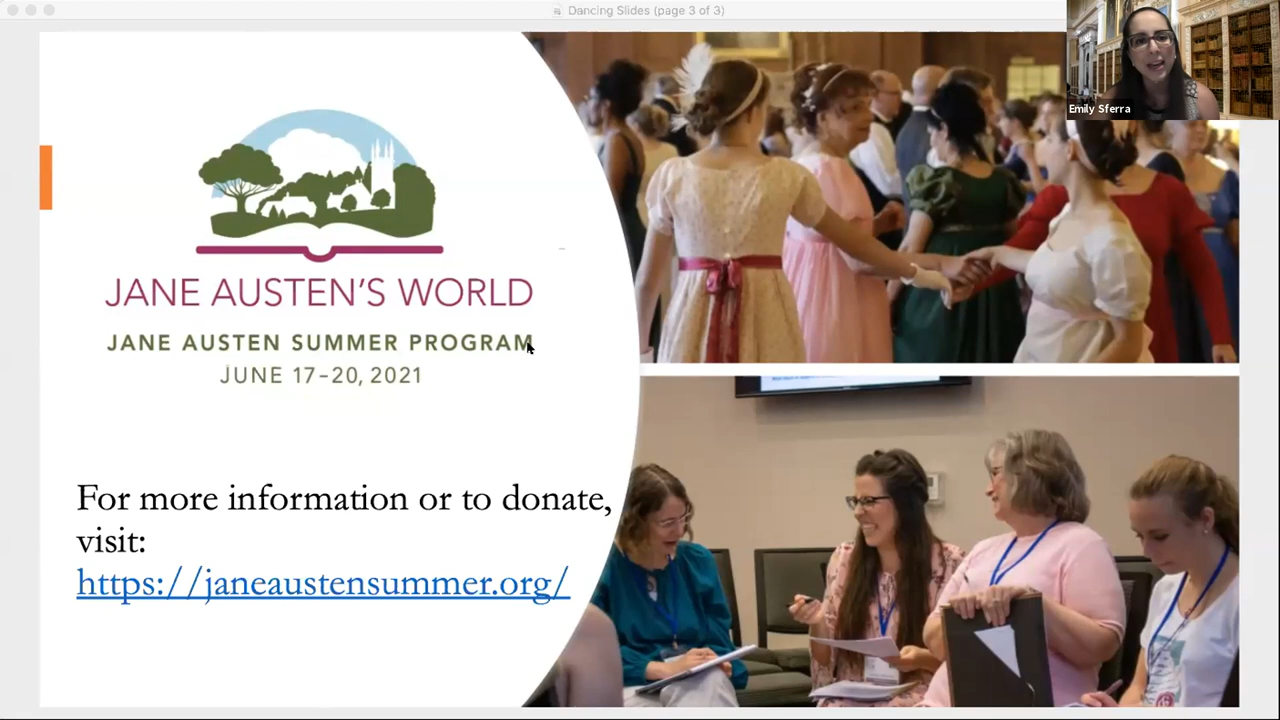 Dancing Slides (page 3 of 3)
Emily Sferra
JANE AUSTEN’S WORLD
JANE AUSTEN SUMMER PROGRAM
JUNE 17–20, 2021
For more information or to donate,
visit:
https://janeaustensummer.org/